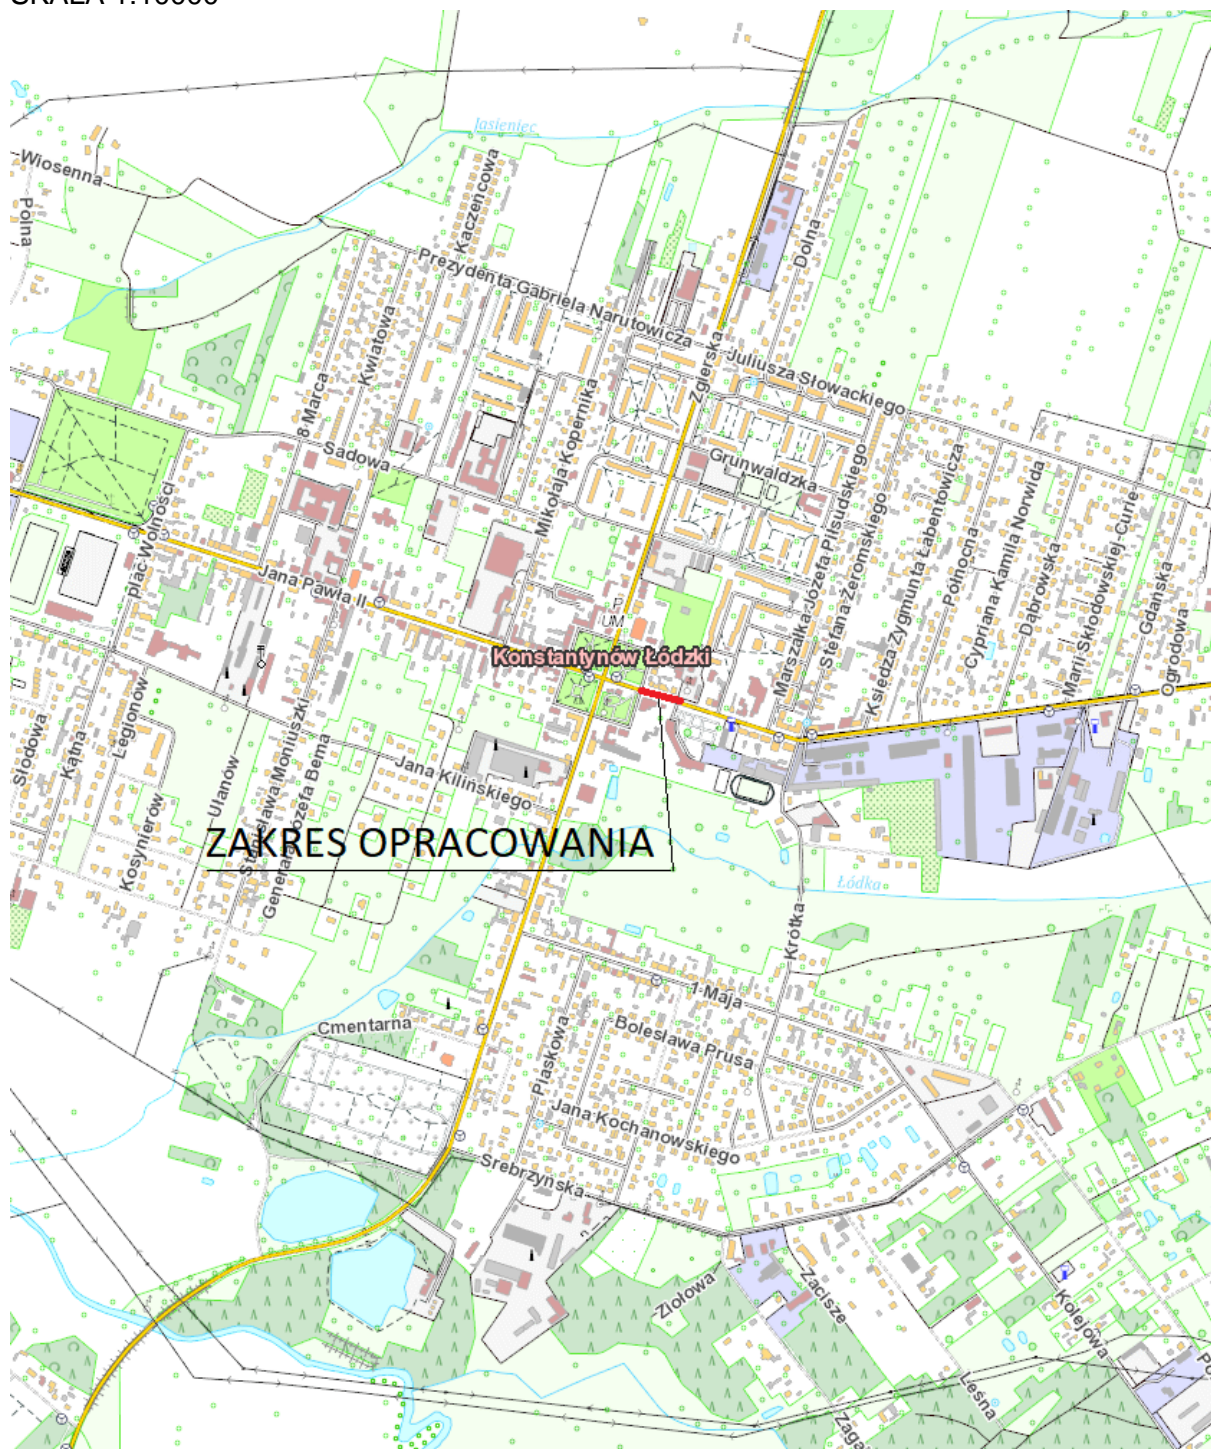 Jasieniec
Wiosenna
Polna
Kaczeńcowa
Dolna
Prezydenta Gabriela Narutowicza
Kwiatowa
8 Marca
Zgierska
Juliusza Słowackiego
Mikołaja Kopernika
Sadowa
Grunwaldzka
plac Wolności
Marszałka Józefa Piłsudskiego
Stefana Żeromskiego
Księdza Zygmunta Łabentowicza
Północna
Cypriana Kamila Norwida
Dąbrowska
Marii Skłodowskiej-Curie
Gdańska
Ogrodowa
Jana Pawła II
P
UM
Konstantynów Łódzki
Słodowa
Kątna
Legionów
Ułanów
Stanisława Moniuszki
Generała Józefa Bema
Jana Kilińskiego
Kosynierów
ZAKRES OPRACOWANIA
Łódka
Krótka
1 Maja
Cmentarna
Piaskowa
Bolesława Prusa
Jana Kochanowskiego
Srebrzyńska
Ziołowa
Zacisze
Kolejowa
Leśna